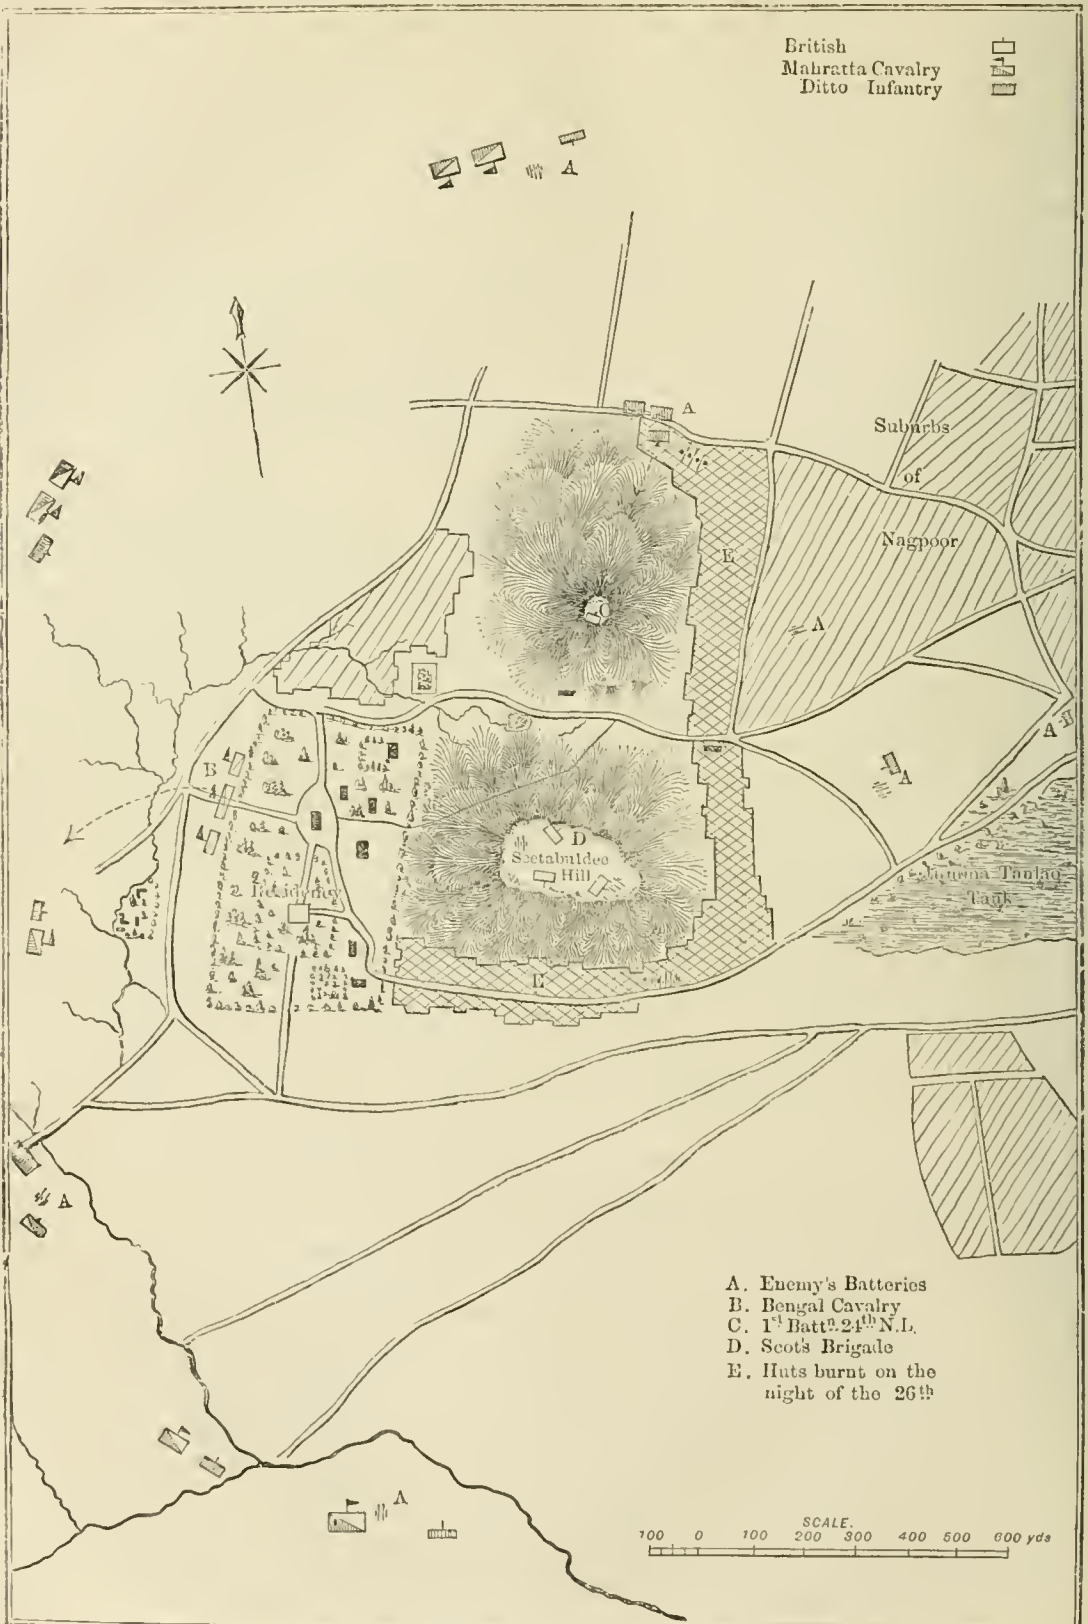 British
Mahratta Cavalry
Ditto Infantry
A
A
Suburbs
of
Nagpoor
E
A
A
A
B
D
Seetabuldee
Hill
Tank
E
A
A. Enemy's Batteries
B. Bengal Cavalry
C. 1st Battn. 24th N.I.
D. Scot's Brigade
E. Huts burnt on the
night of the 26th
A
SCALE.
100 0 100 200 300 400 500 600 yds